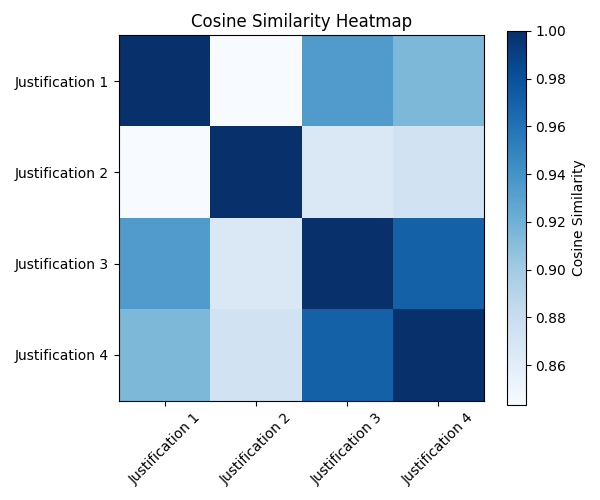 Cosine Similarity Heatmap
Justification 1
Justification 2
Justification 3
Justification 4
Justification 1
Justification 2
Justification 3
Justification 4
1.00
0.98
0.96
0.94
0.92
0.90
0.88
0.86
Cosine Similarity